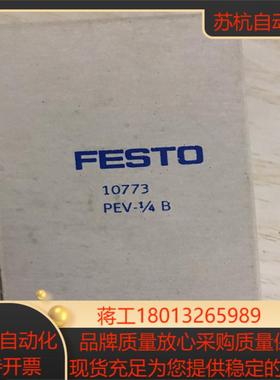 苏杭自动化
FESTO
10773
PEV-¼ B
蒋工18013265989
自动化
开票
品牌质量放心采购质量保
现货充足为您提供稳定的